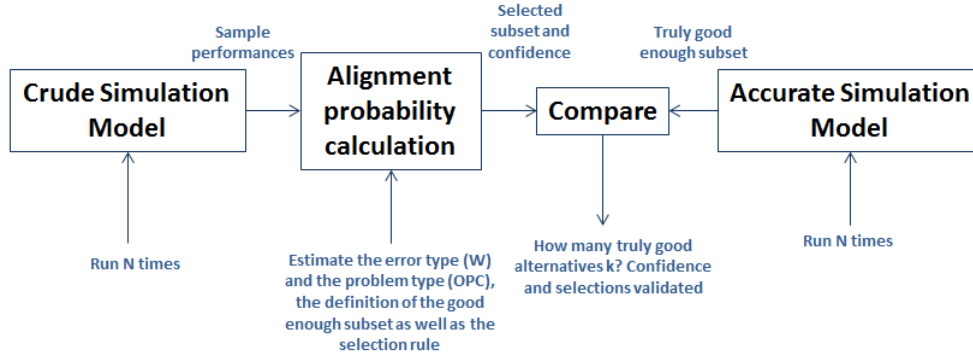 Sample
performances
Selected
subset and
confidence
Truly good
enough subset
Crude Simulation
Model
Alignment
probability
calculation
Compare
Accurate Simulation
Model
Run N times
Estimate the error type (W)
and the problem type (OPC),
the definition of the good
enough subset as well as the
selection rule
How many truly good
alternatives k? Confidence
and selections validated
Run N times